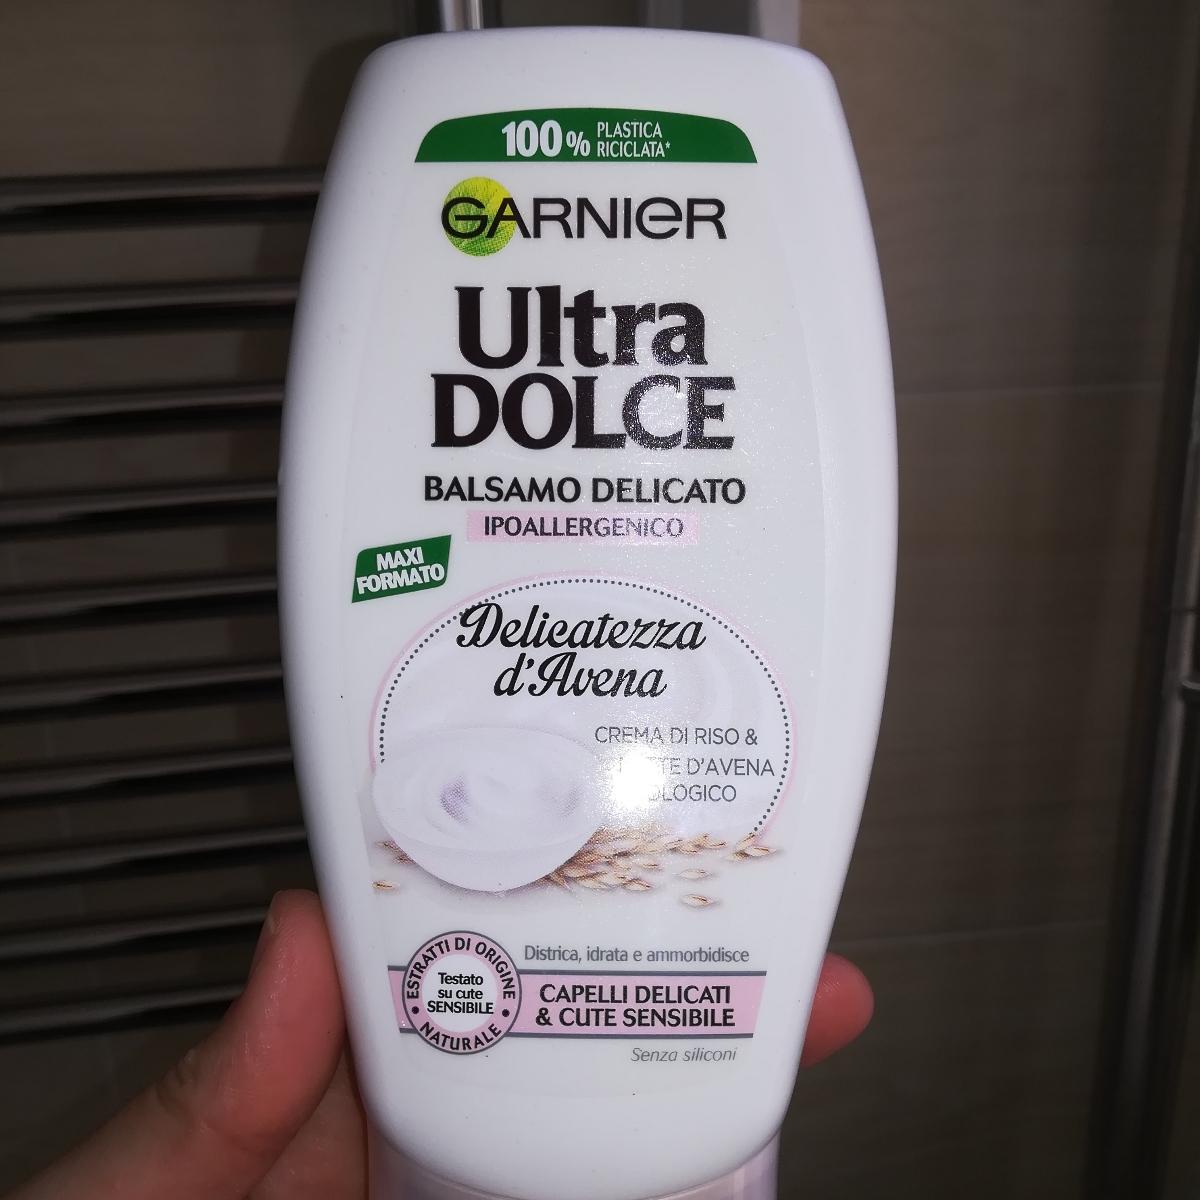 100% PLASTICA
RICICLATA*
GARNIER
Ultra
DOLCE
BALSAMO DELICATO
IPOALLERGENICO
MAXI
FORMATO
Delicatezza
d'Avena
CREMA DI RISO &
D'AVENA
ESTRATTI DI ORIGINE
NATURALE
Testato
su cute
SENSIBILE
Districa, idrata e ammorbidisce
CAPELLI DELICATI
& CUTE SENSIBILE
Senza siliconi